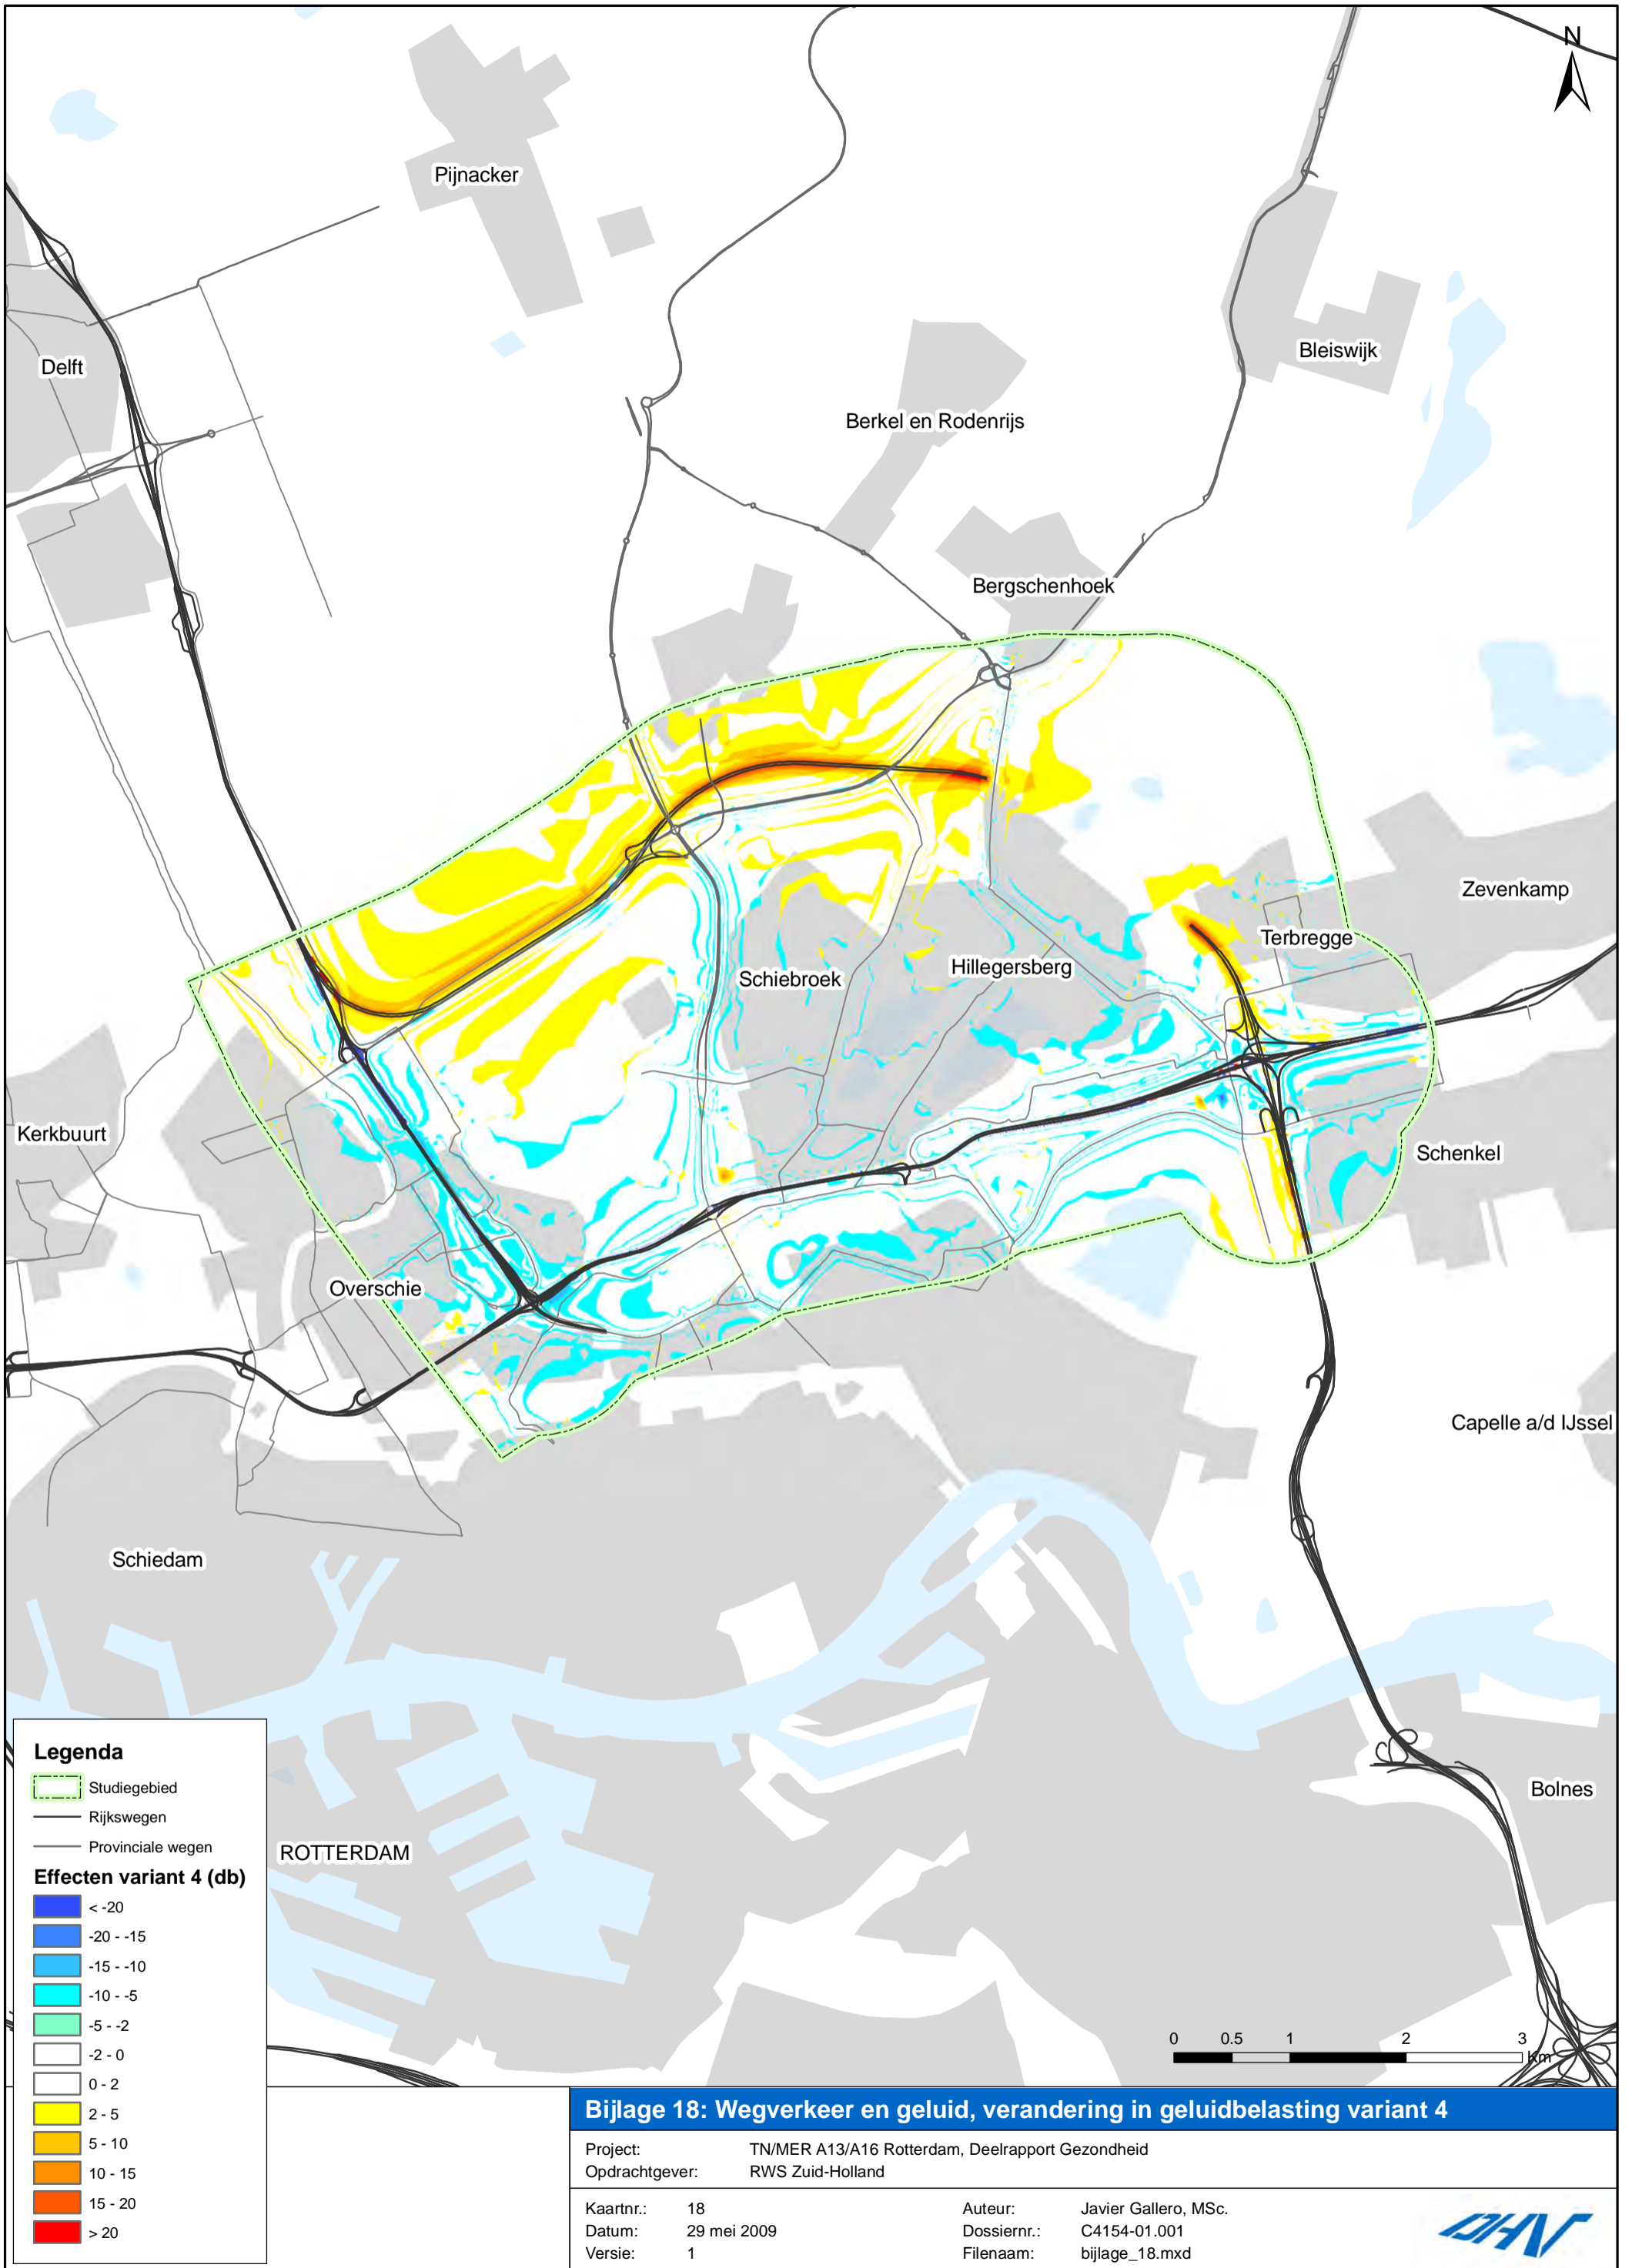 N
Pijnacker
Delft
Bleiswijk
Berkel en Rodenrijs
Bergschenhoek
Zevenkamp
Terbregge
Hillegersberg
Schiebroek
Kerkbuurt
Schenkel
Overschie
Capelle a/d IJssel
Schiedam
Bolnes
ROTTERDAM
Legenda
Studiegebied
Rijkswegen
Provinciale wegen
Effecten variant 4 (db)
< -20
-20 - -15
-15 - -10
-10 - -5
-5 - -2
-2 - 0
0 - 2
2 - 5
5 - 10
10 - 15
15 - 20
> 20
0 0.5 1 2 3
Km
Bijlage 18: Wegverkeer en geluid, verandering in geluidbelasting variant 4
Project: TN/MER A13/A16 Rotterdam, Deelrapport Gezondheid
Opdrachtgever: RWS Zuid-Holland
Kaartnr.: 18 Auteur: Javier Gallero, MSc.
Datum: 29 mei 2009 Dossiernr.: C4154-01.001
Versie: 1 Filenaam: bijlage_18.mxd
DHV